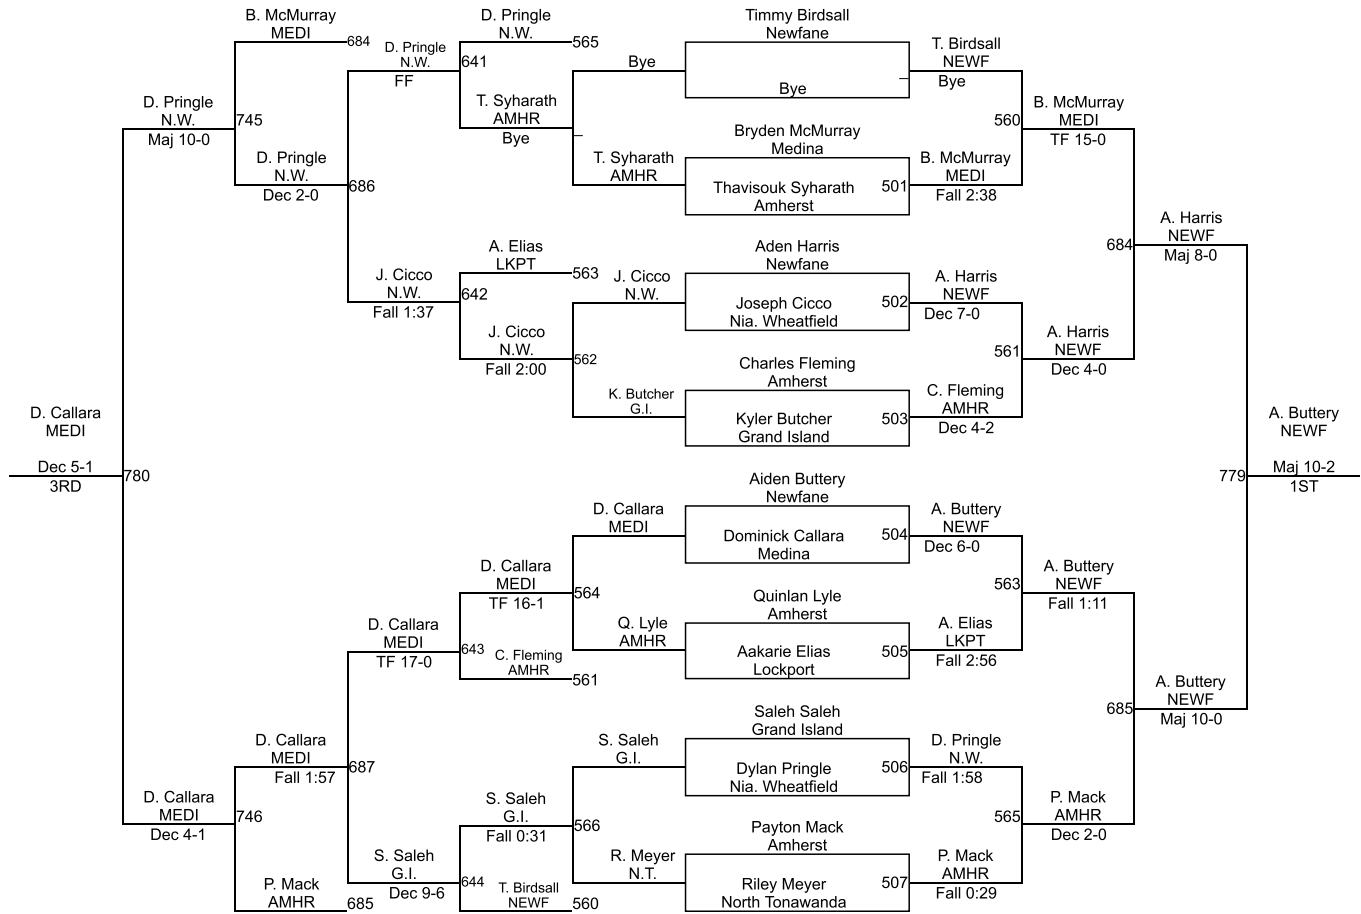 B. McMurray
MEDI
684
D. Pringle
N.W.
Maj 10-0
745
D. Pringle
N.W.
Dec 2-0
686
D. Pringle
N.W.
FF
641
D. Pringle
N.W.
565
T. Syharath
AMHR
Bye
_
Bye
T. Syharath
AMHR
J. Cicco
N.W.
Fall 1:37
642
A. Elias
LKPT
563
J. Cicco
N.W.
Fall 2:00
562
J. Cicco
N.W.
K. Butcher
G.I.
D. Callara
MEDI
Dec 5-1
3RD
780
D. Callara
MEDI
Dec 4-1
746
D. Callara
MEDI
Fall 1:57
687
P. Mack
AMHR
685
D. Callara
MEDI
TF 17-0
643
D. Callara
MEDI
TF 16-1
564
C. Fleming
AMHR
561
D. Callara
MEDI
Q. Lyle
AMHR
S. Saleh
G.I.
Dec 9-6
644
S. Saleh
G.I.
Fall 0:31
566
T. Birdsall
NEWF
560
S. Saleh
G.I.
R. Meyer
N.T.
Timmy Birdsall
Newfane
Bye
_
Bryden McMurray
Medina
Thavisouk Syharath
Amherst
501
Aden Harris
Newfane
Joseph Cicco
Nia. Wheatfield
502
Charles Fleming
Amherst
Kyler Butcher
Grand Island
503
Aiden Buttery
Newfane
Dominick Callara
Medina
504
Quinlan Lyle
Amherst
Aakarie Elias
Lockport
505
Saleh Saleh
Grand Island
Dylan Pringle
Nia. Wheatfield
506
Payton Mack
Amherst
Riley Meyer
North Tonawanda
507
T. Birdsall
NEWF
Bye
560
B. McMurray
MEDI
Fall 2:38
B. McMurray
MEDI
TF 15-0
A. Harris
NEWF
Dec 7-0
561
C. Fleming
AMHR
Dec 4-2
A. Harris
NEWF
Dec 4-0
684
A. Harris
NEWF
Maj 8-0
A. Buttery
NEWF
Dec 6-0
563
A. Elias
LKPT
Fall 2:56
A. Buttery
NEWF
Fall 1:11
D. Pringle
N.W.
Fall 1:58
565
P. Mack
AMHR
Fall 0:29
P. Mack
AMHR
Dec 2-0
685
A. Buttery
NEWF
Maj 10-0
779
A. Buttery
NEWF
Maj 10-2
1ST